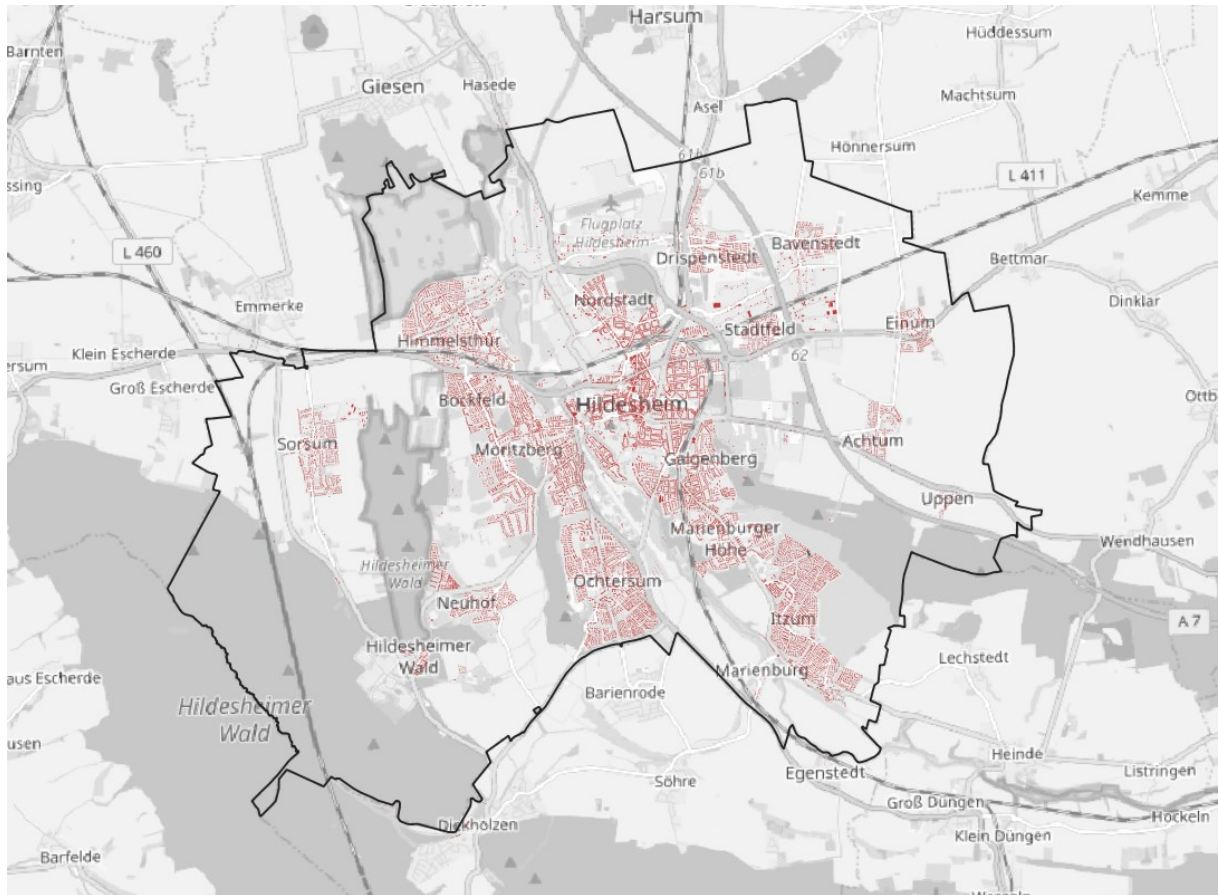 Harsum
Hüddessum
Barnten
Giesen
Hasede
Machtsum
Asel
Hönnersum
61b
61b
L 411
Kemme
Flugplatz
Hildesheim
L 460
Drispenstedt
Bavenstedt
Bettmar
Emmerke
Nordstadt
Dinklar
Stadtfeld
Einum
Himmelsthür
Klein Escherde
62
Groß Escherde
Bockfeld
Hildesheim
Sorsum
Moritzberg
Achtum
Galgenberg
Uppen
Marienburger
Höhe
Wendhausen
Hildesheimer
Wald
Ochtersum
Neuhof
Itzum
A 7
Hildesheimer
Wald
Lechstedt
Marienburg
Barienrode
Hildesheimer
Wald
Heinde
Söhre
Egenstedt
Listringen
Groß Düngen
Hockeln
Diekholzen
Klein Düngen
Barfelde